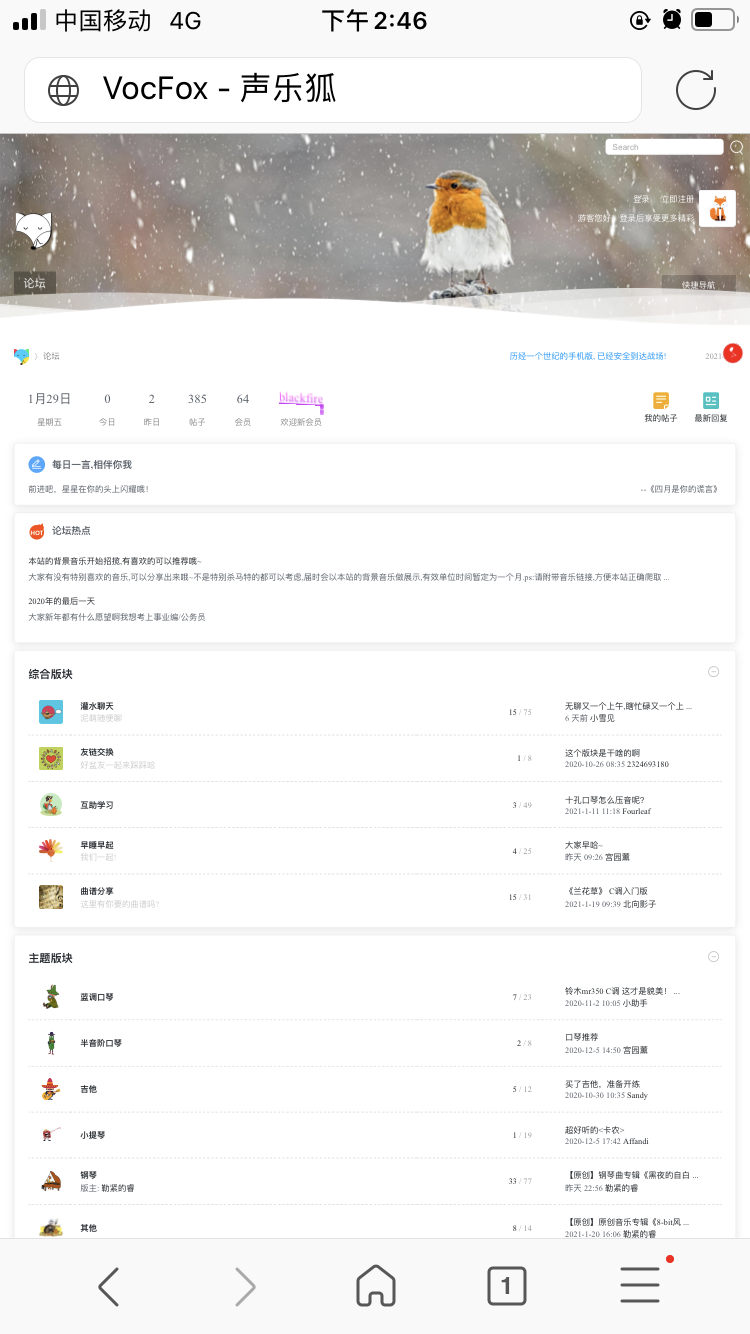 中国移动 4G 下午2:46
VocFox - 声乐狐
Search
登录 立即注册
游客您好，登录后享受更多精彩
论坛
快捷导航
论坛 历经一个世纪的手机版,已经安全到达战场! 2021
1月29日 0 2 385 64 blackfire
星期五 今日 昨日 帖子 会员 欢迎新会员 我的帖子 最新回复
每日一言,相伴你我
前进吧，星星在你的头上闪耀哦! --《四月是你的谎言》
HOT 论坛热点
本站的背景音乐开始招揽,有喜欢的可以推荐哦~
大家有没有特别喜欢的音乐,可以分享出来哦~不是特别杀马特的都可以考虑,届时会以本站的背景音乐做展示,有效单位时间暂定为一个月.ps:请附带音乐链接,方便本站正确爬取 ...
2020年的最后一天
大家新年都有什么愿望啊我想考上事业编/公务员
综合版块
灌水聊天 15 / 75 无聊又一个上午,瞎忙碌又一个上 ...
泥萌随便聊 6 天前 小雪见
友链交换 1 / 8 这个版块是干啥的啊
好盆友一起来踩踩哈 2020-10-26 08:35 2324693180
互助学习 3 / 49 十孔口琴怎么压音呢?
2021-1-11 11:18 Fourleaf
早睡早起 4 / 25 大家早哈~
我们一起! 昨天 09:26 宫园薰
曲谱分享 15 / 31 《兰花草》 C调入门版
这里有你要的曲谱吗? 2021-1-19 09:39 北向影子
主题版块
蓝调口琴 7 / 23 铃木mr350 C调 这才是貌美！ ...
2020-11-2 10:05 小助手
半音阶口琴 2 / 8 口琴推荐
2020-12-5 14:50 宫园薰
吉他 5 / 12 买了吉他，准备开练
2020-10-30 10:35 Sandy
小提琴 1 / 19 超好听的<卡农>
2020-12-5 17:42 Affandi
钢琴 33 / 77 【原创】钢琴曲专辑《黑夜的自白 ...
版主: 勒紧的睿 昨天 22:56 勒紧的睿
其他 8 / 14 【原创】原创音乐专辑《8-bit风 ...
2021-1-20 16:06 勒紧的睿
1